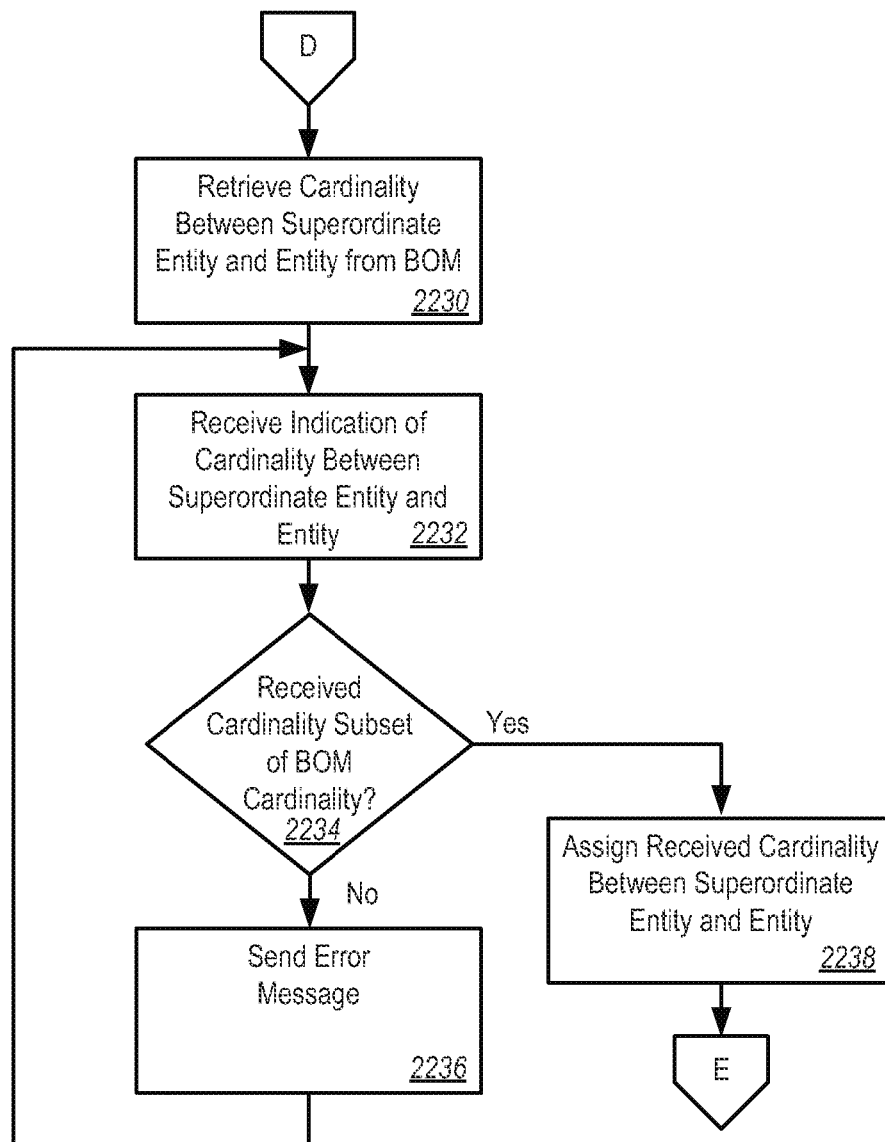 D
Retrieve Cardinality
Between Superordinate
Entity and Entity from BOM
2230
Receive Indication of
Cardinality Between
Superordinate Entity and
Entity 2232
Received
Cardinality Subset
of BOM
Cardinality?
2234
Yes
No
Send Error
Message
2236
Assign Received Cardinality
Between Superordinate
Entity and Entity
2238
E